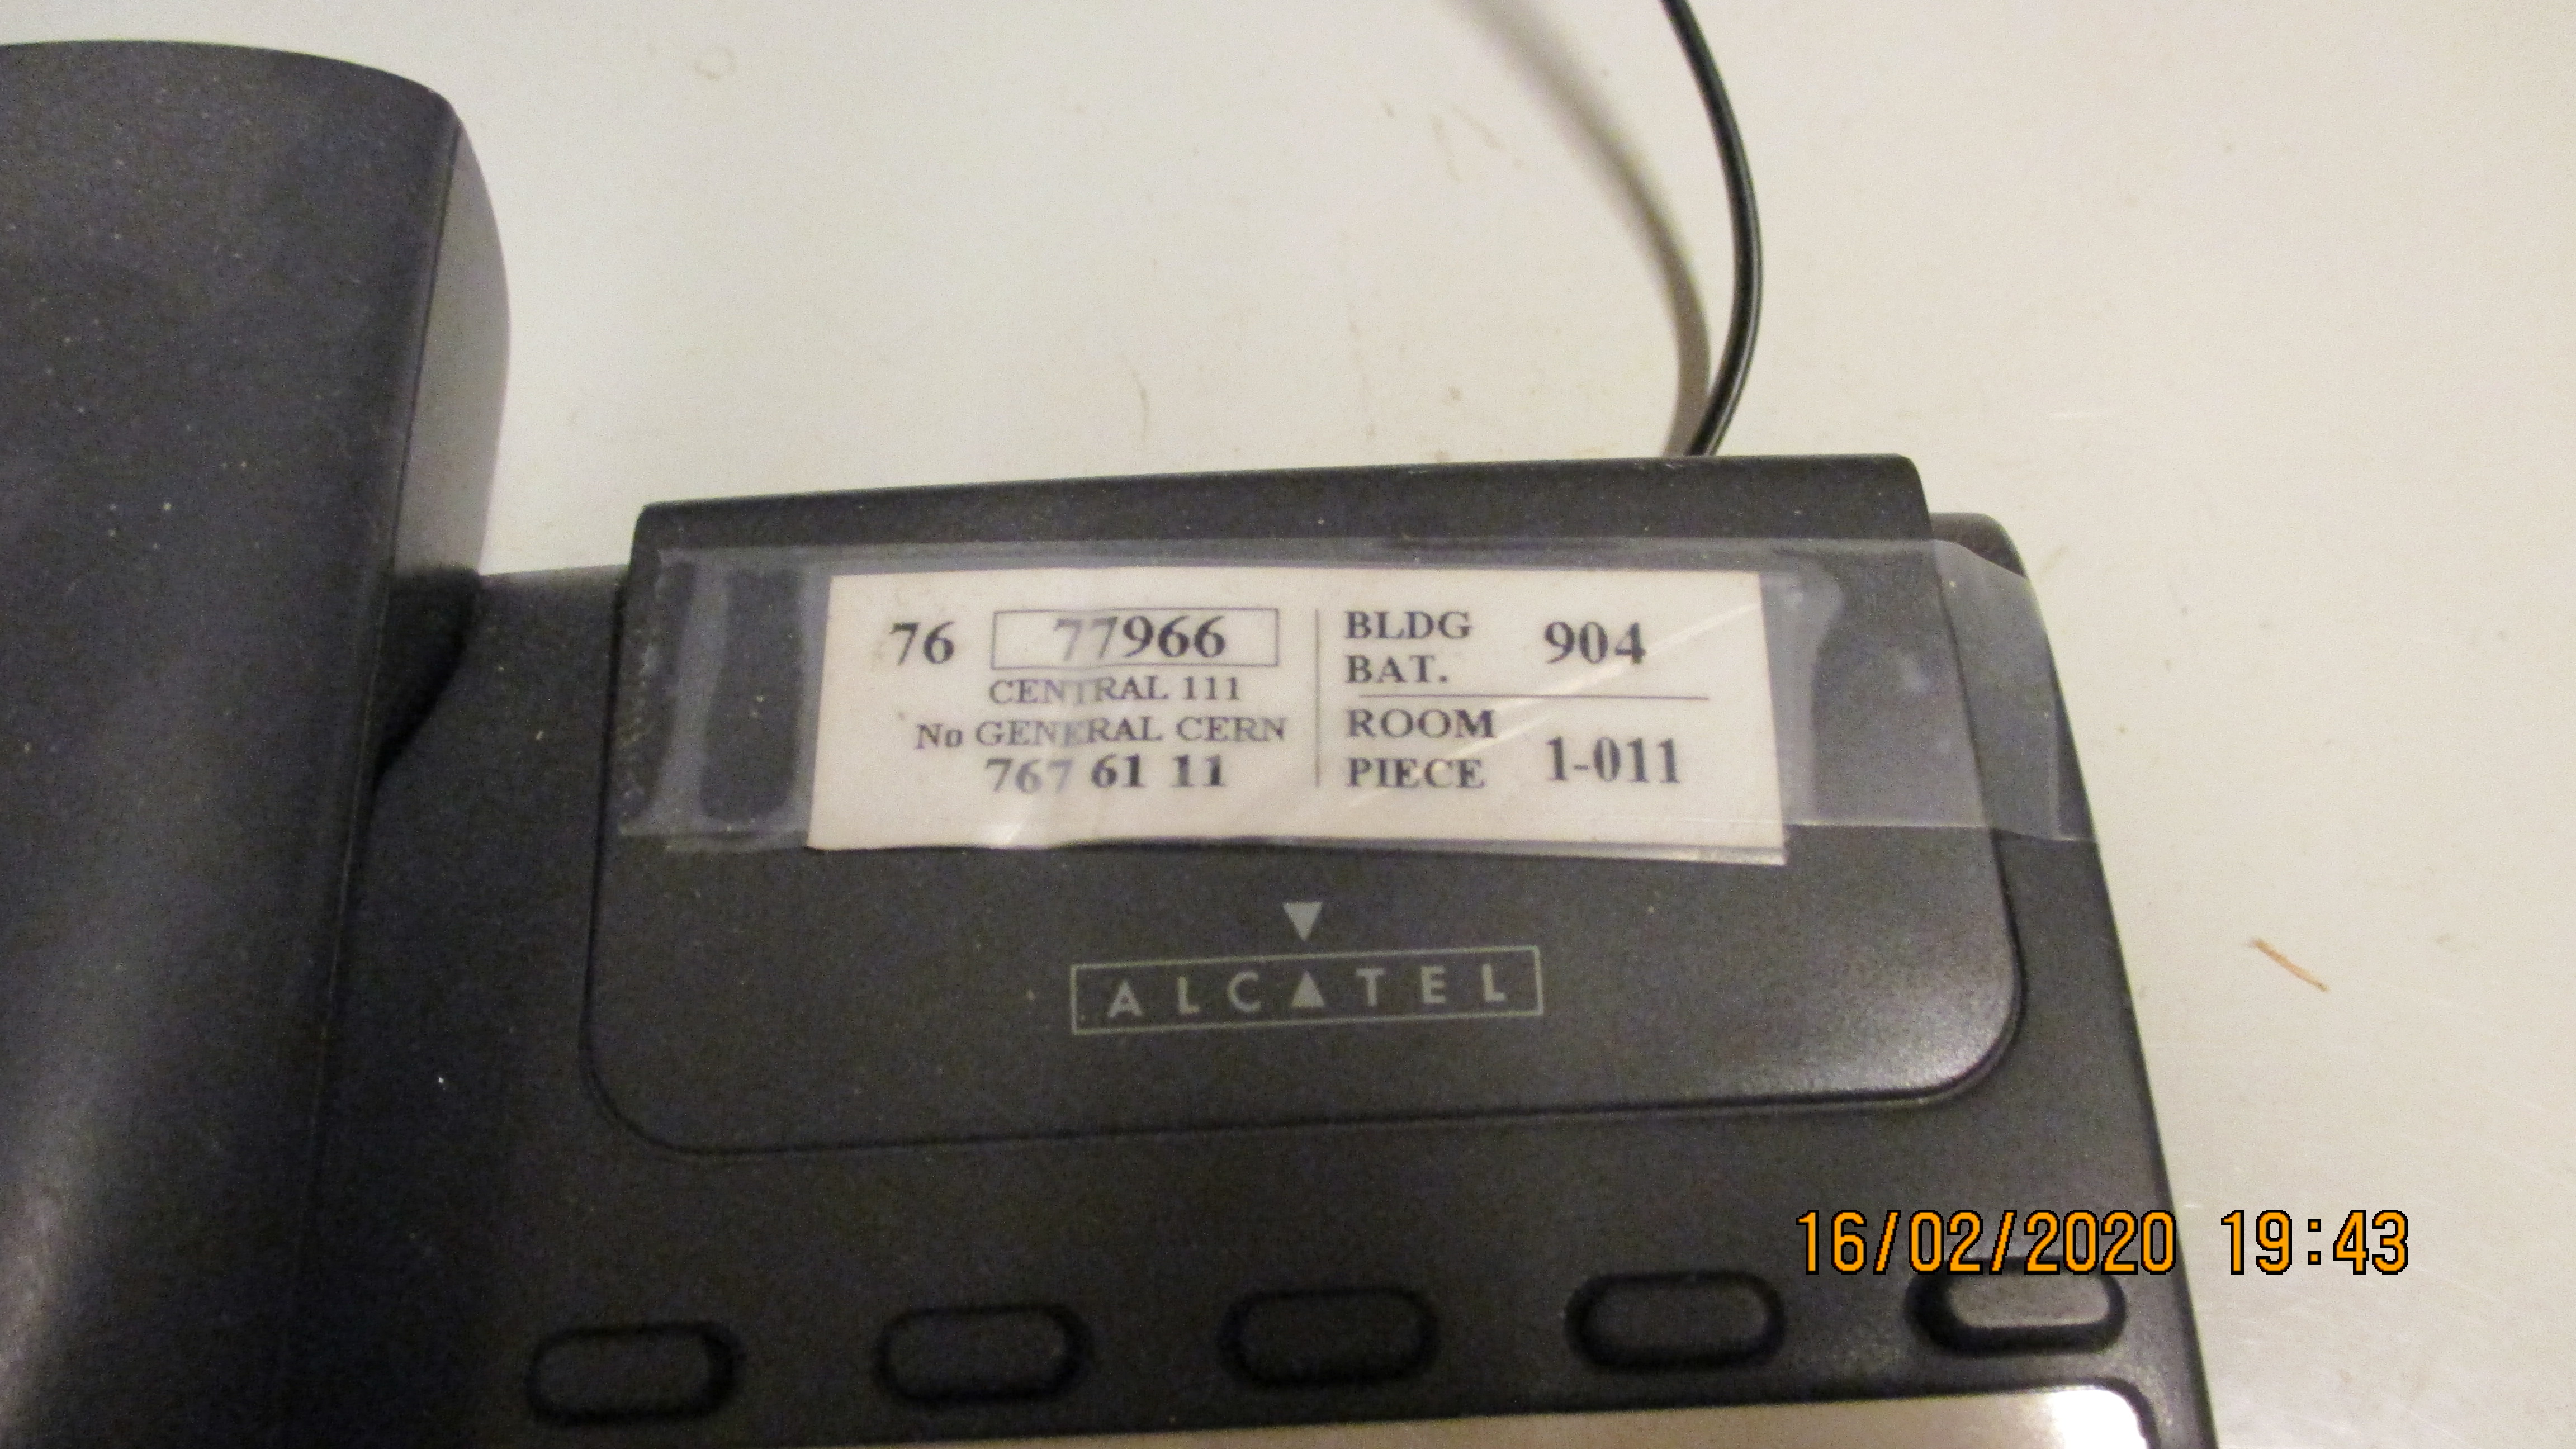 76 77966
CENTRAL 111
No GENERAL CERN
767 61 11
BLDG
BAT.
904
ROOM
PIECE
1-011
ALCATEL
16/02/2020 19:43